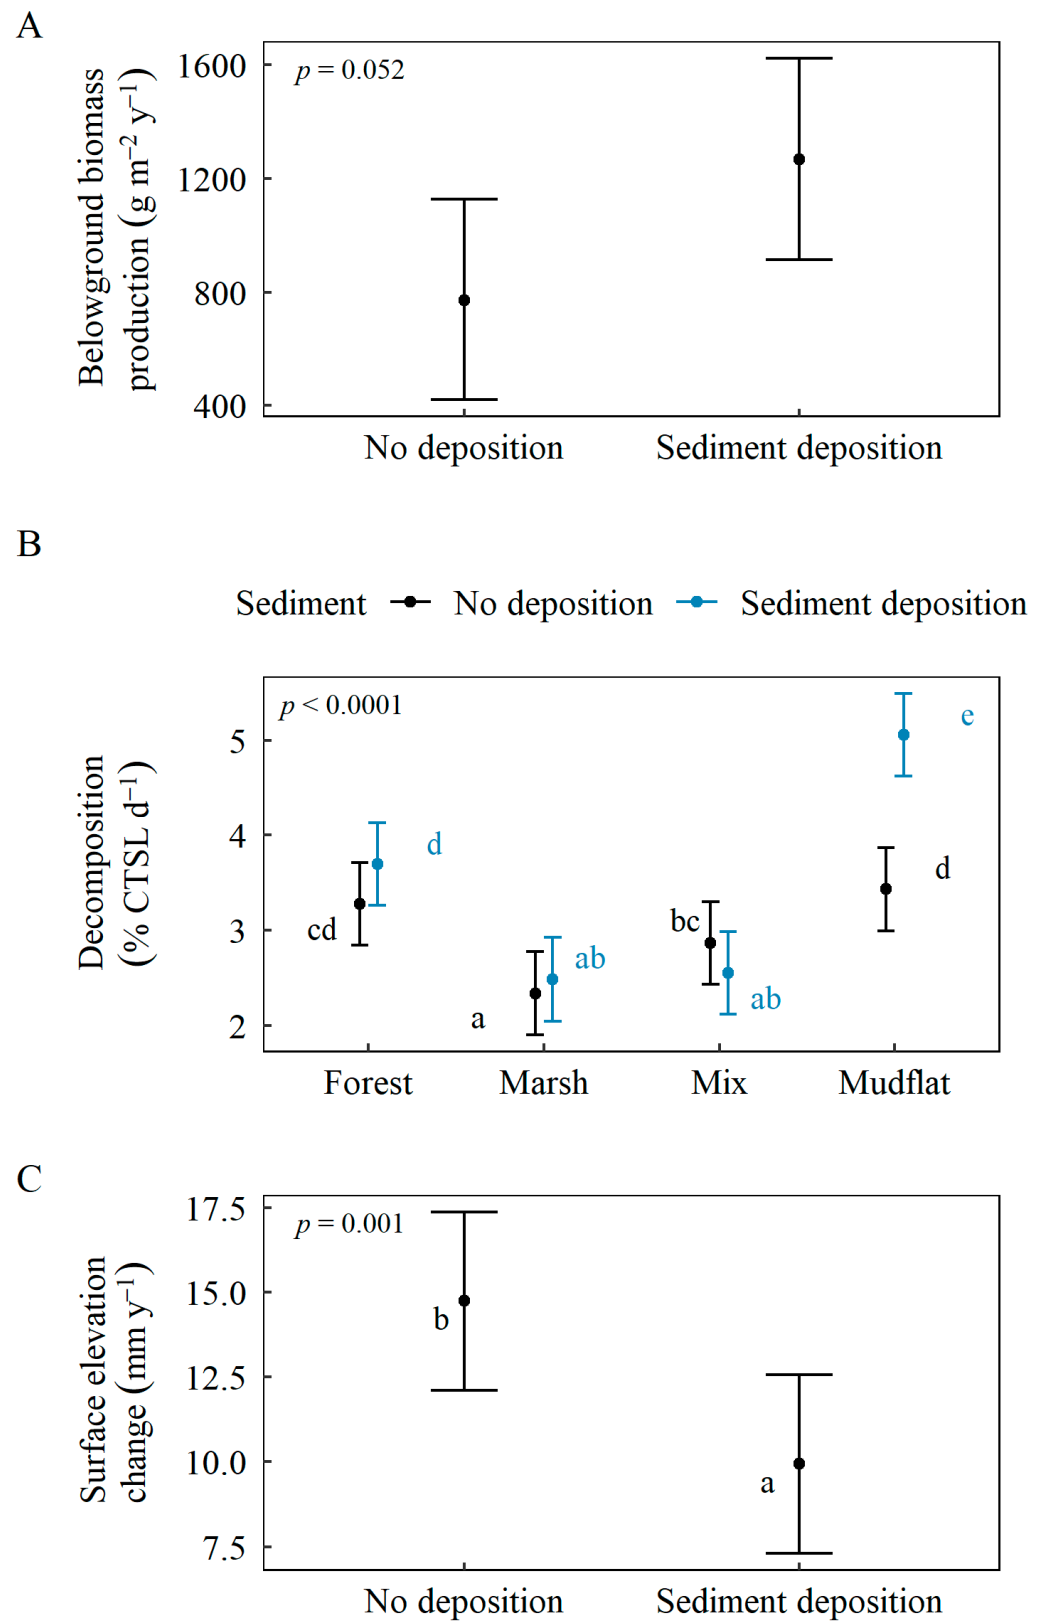 A
Belowground biomass
production (g m⁻² y⁻¹)
1600
1200
800
400
p = 0.052
No deposition Sediment deposition
B
Sediment No deposition Sediment deposition
Decomposition
(% CTSL d⁻¹)
5
4
3
2
p < 0.0001
cd
d
a
ab
bc
ab
d
e
Forest Marsh Mix Mudflat
C
Surface elevation
change (mm y⁻¹)
17.5
15.0
12.5
10.0
7.5
p = 0.001
b
a
No deposition Sediment deposition